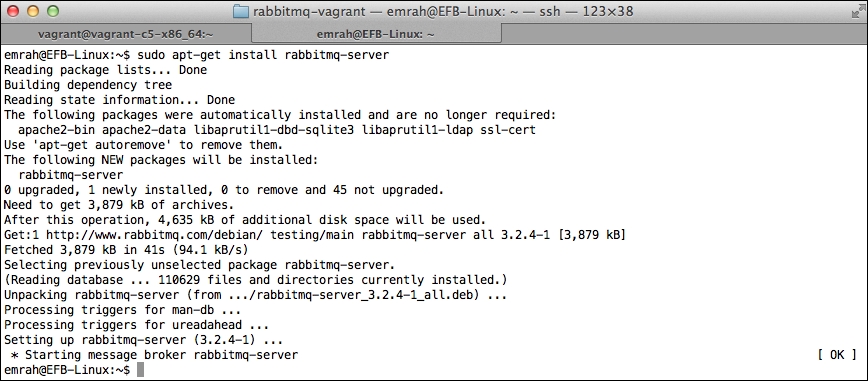 rabbitmq-vagrant — emrah@EFB-Linux: ~ — ssh — 123×38
vagrant@vagrant-c5-x86_64:~
emrah@EFB-Linux: ~
emrah@EFB-Linux:~$ sudo apt-get install rabbitmq-server
Reading package lists... Done
Building dependency tree
Reading state information... Done
The following packages were automatically installed and are no longer required:
  apache2-bin apache2-data libaprutil1-dbd-sqlite3 libaprutil1-ldap ssl-cert
Use 'apt-get autoremove' to remove them.
The following NEW packages will be installed:
  rabbitmq-server
0 upgraded, 1 newly installed, 0 to remove and 45 not upgraded.
Need to get 3,879 kB of archives.
After this operation, 4,635 kB of additional disk space will be used.
Get:1 http://www.rabbitmq.com/debian/ testing/main rabbitmq-server all 3.2.4-1 [3,879 kB]
Fetched 3,879 kB in 41s (94.1 kB/s)
Selecting previously unselected package rabbitmq-server.
(Reading database ... 110629 files and directories currently installed.)
Unpacking rabbitmq-server (from .../rabbitmq-server_3.2.4-1_all.deb) ...
Processing triggers for man-db ...
Processing triggers for ureadahead ...
Setting up rabbitmq-server (3.2.4-1) ...
 * Starting message broker rabbitmq-server [ OK ]
emrah@EFB-Linux:~$